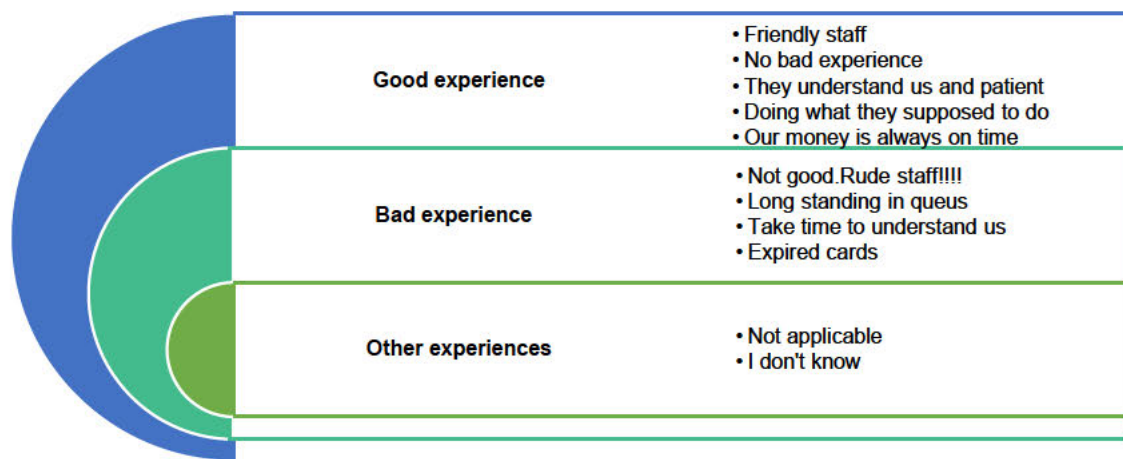 Good experience
• Friendly staff
• No bad experience
• They understand us and patient
• Doing what they supposed to do
• Our money is always on time
Bad experience
• Not good.Rude staff!!!!
• Long standing in queus
• Take time to understand us
• Expired cards
Other experiences
• Not applicable
• I don't know